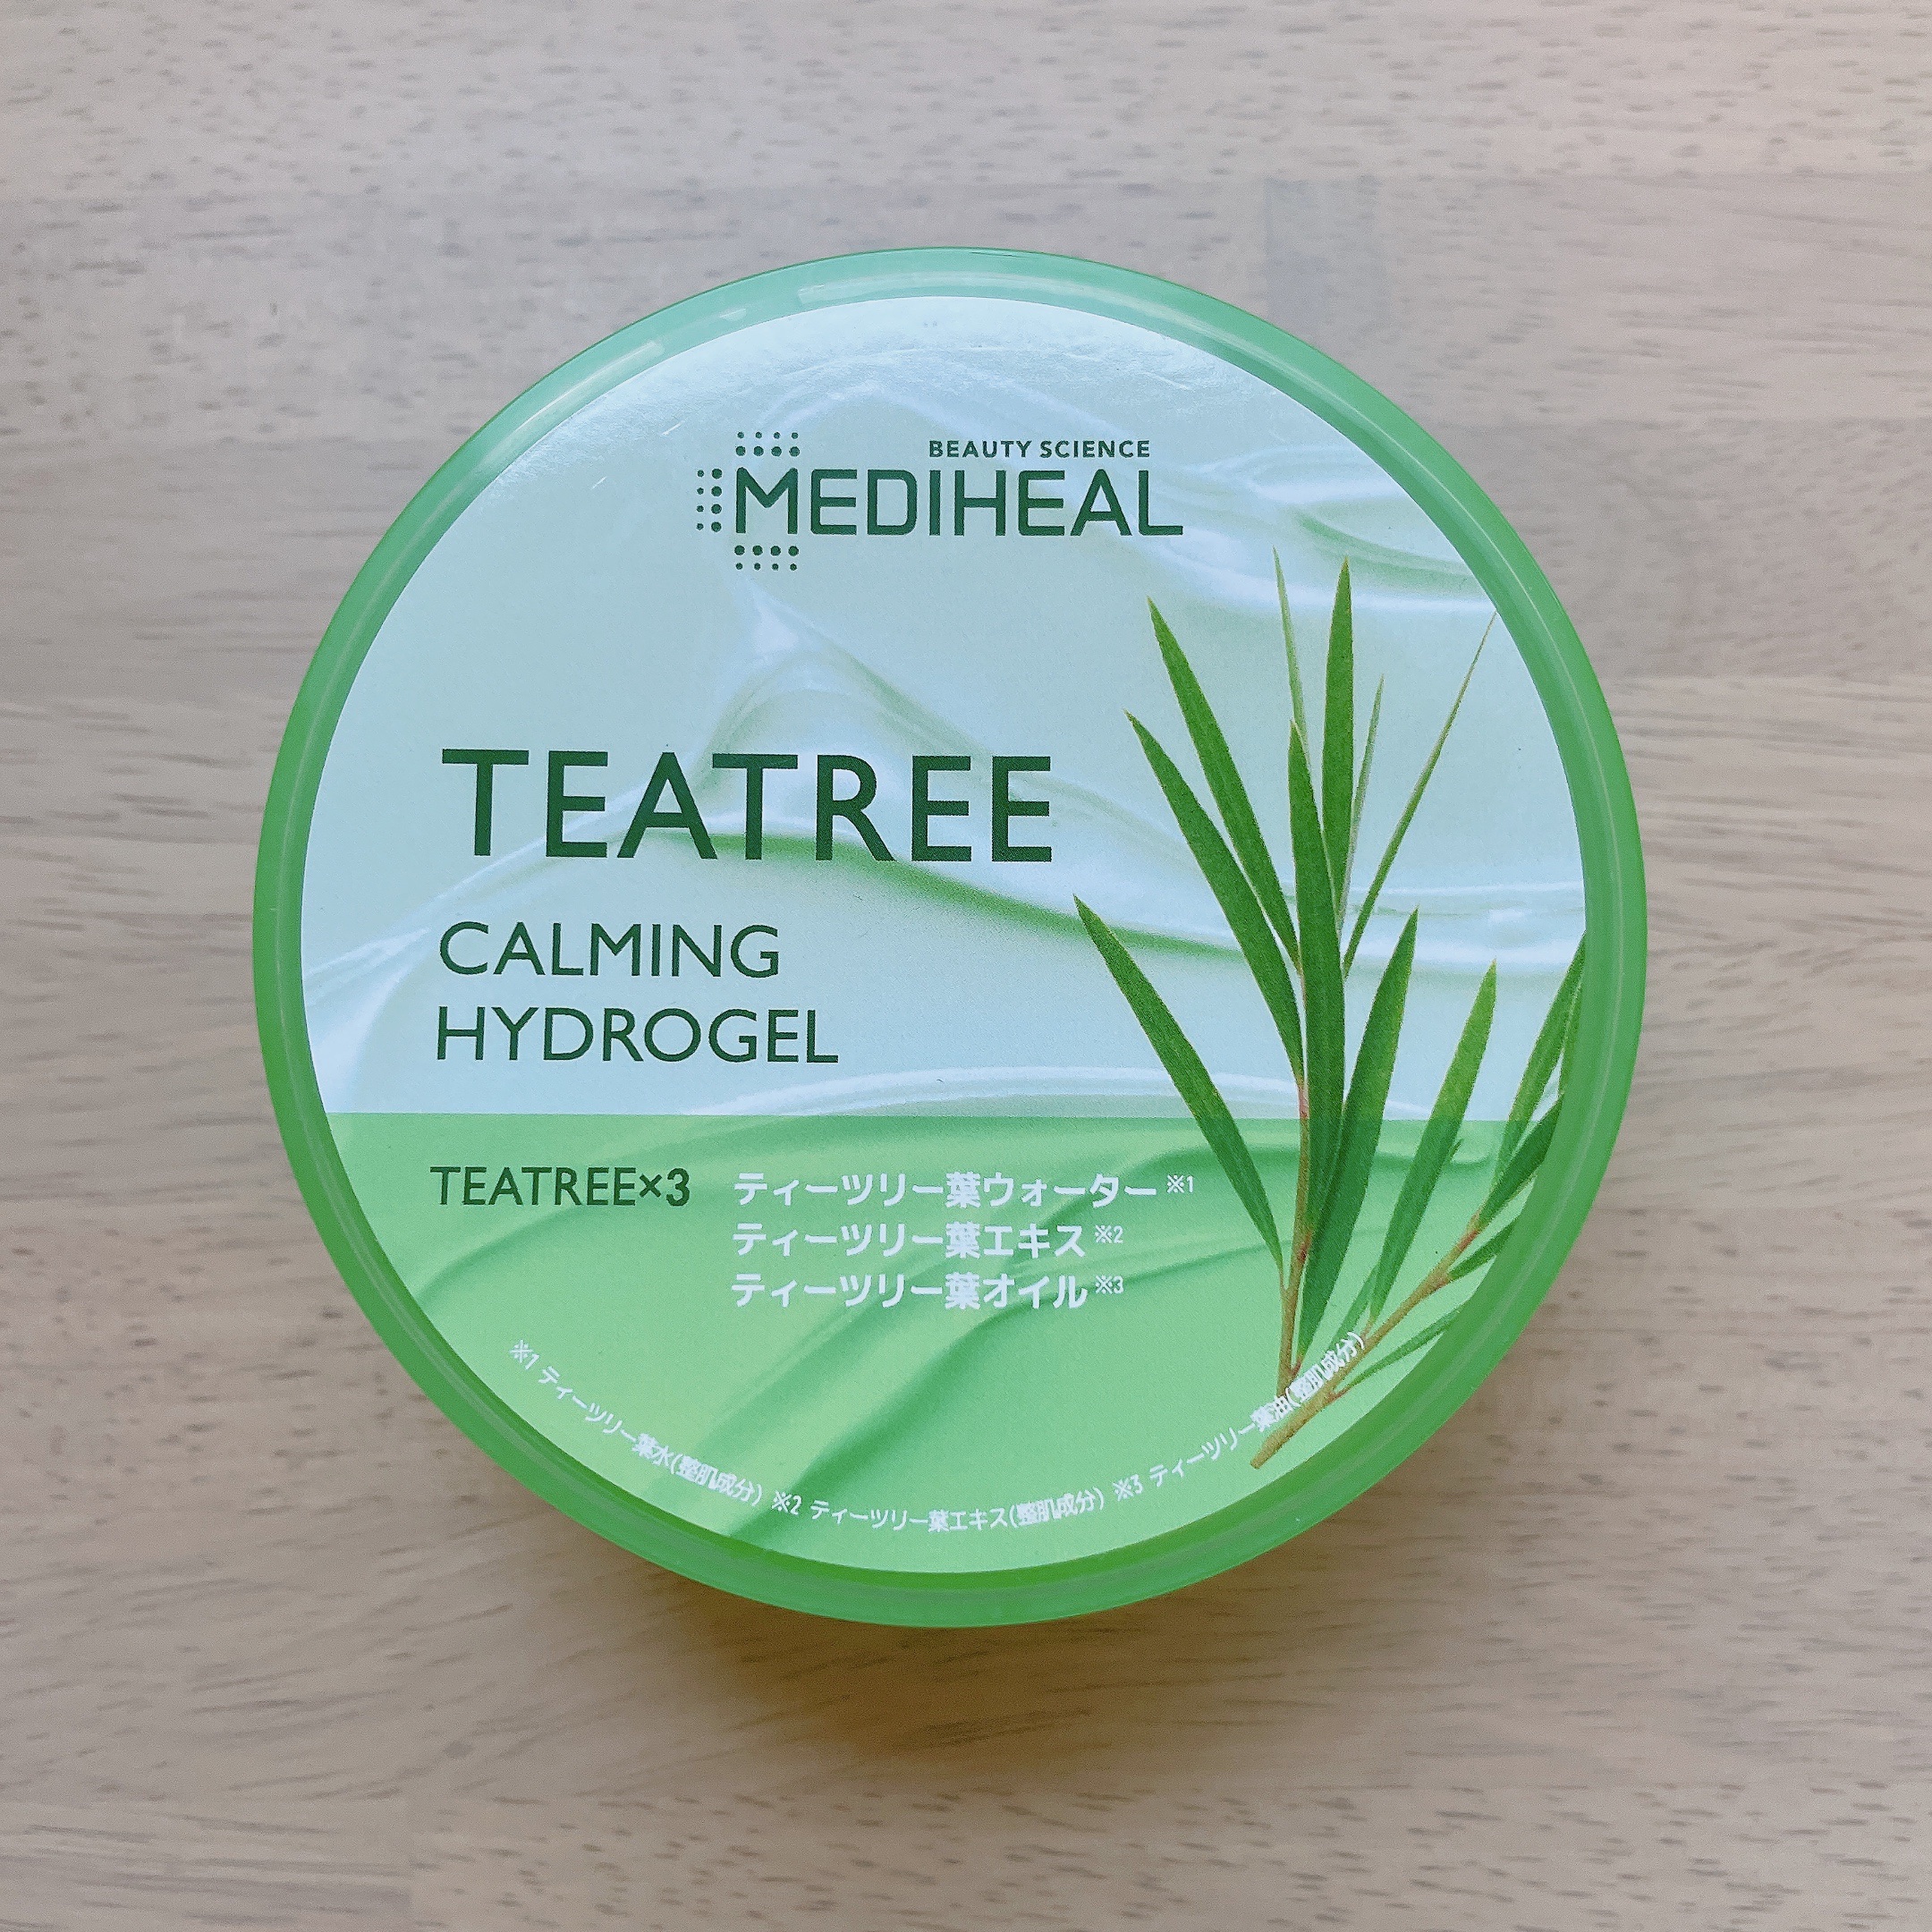 BEAUTY SCIENCE
MEDIHEAL
TEATREE
CALMING
HYDROGEL
TEATREE×3
ティーツリー葉ウォーター※1
ティーツリー葉エキス※2
ティーツリー葉オイル※3
※1 ティーツリー葉水(整肌成分) ※2 ティーツリー葉エキス(整肌成分) ※3 ティーツリー葉油(整肌成分)